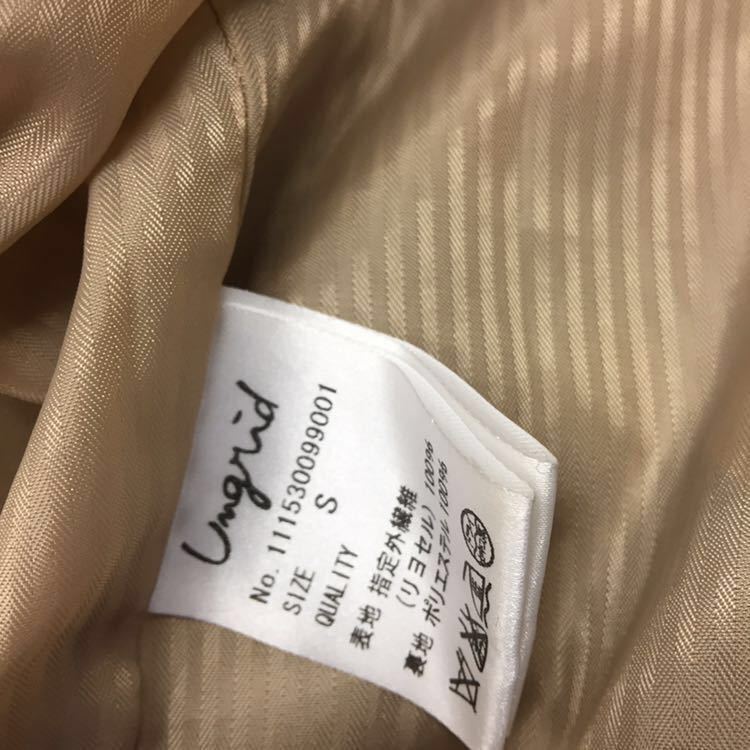 Ungrid
No. 111530099001
SIZE S
QUALITY
表地 指定外繊維
(リヨセル) 100%
裏地 ポリエステル 100%